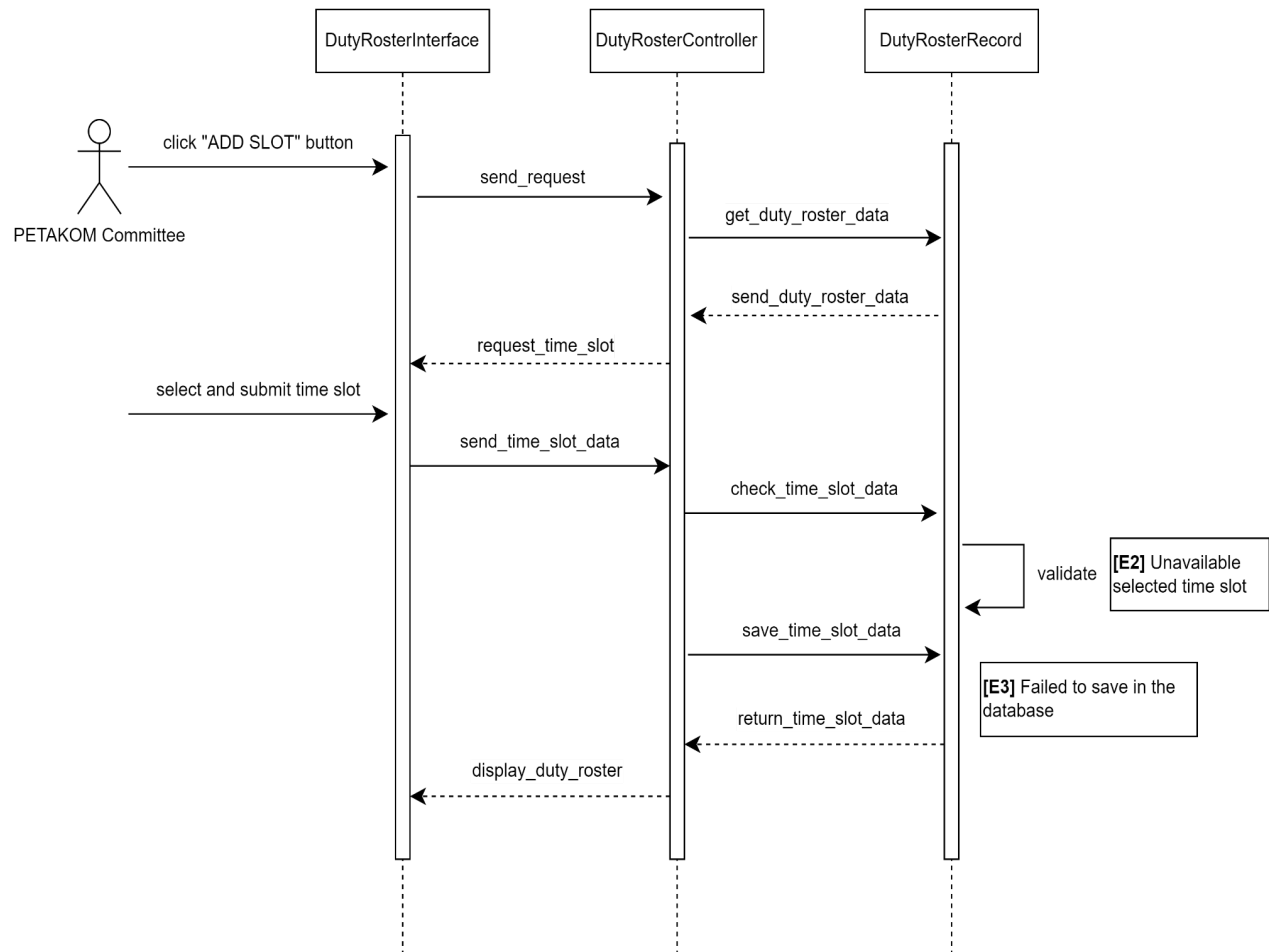 DutyRosterInterface
DutyRosterController
DutyRosterRecord
click "ADD SLOT" button
send_request
get_duty_roster_data
PETAKOM Committee
send_duty_roster_data
request_time_slot
select and submit time slot
send_time_slot_data
check_time_slot_data
validate
[E2] Unavailable
selected time slot
save_time_slot_data
[E3] Failed to save in the
database
return_time_slot_data
display_duty_roster